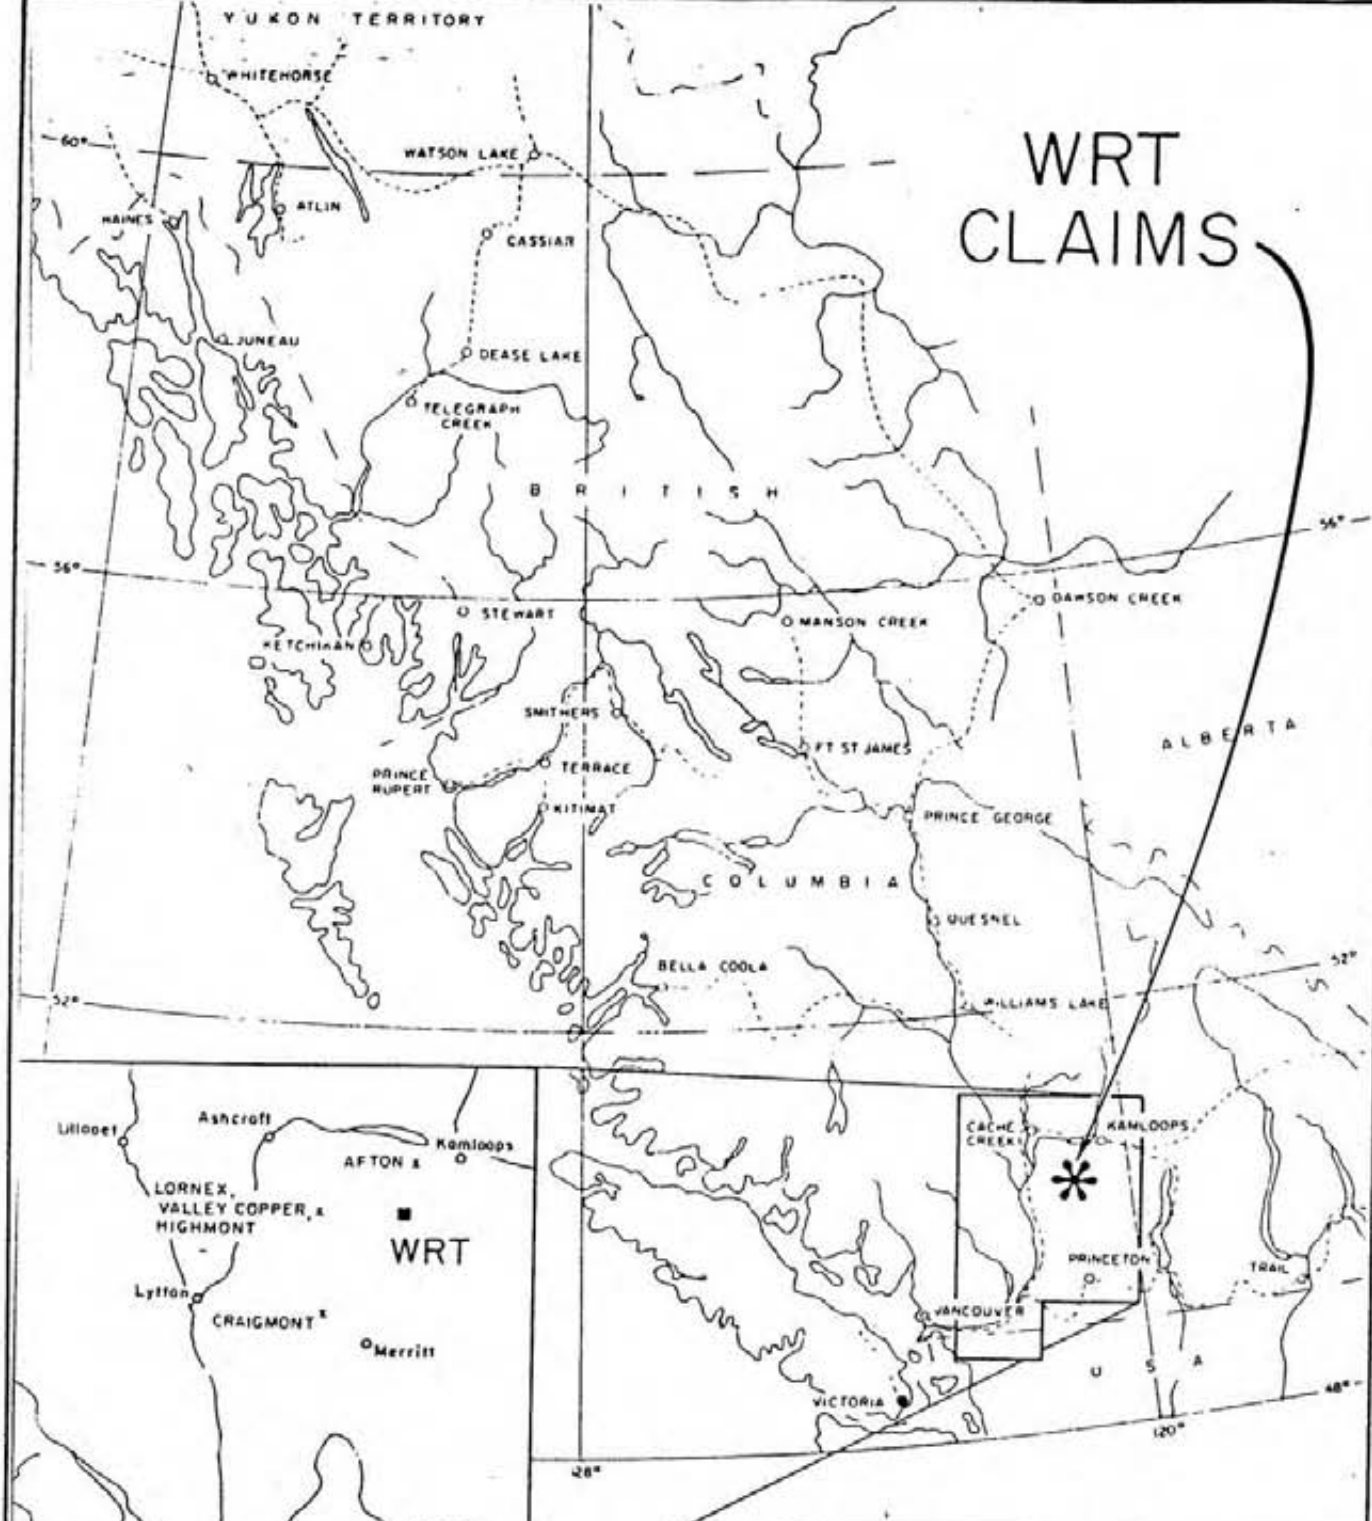 YUKON TERRITORY
WHITEHORSE
60°
WATSON LAKE
WRT
CLAIMS
HAINES
ATLIN
CASSIAR
JUNEAU
DEASE LAKE
TELEGRAPH
CREEK
BRITISH
56°
56°
STEWART
MANSON CREEK
DAWSON CREEK
KETCHIKAN
SMITHERS
ALBERTA
FT ST JAMES
TERRACE
PRINCE
RUPERT
KITIMAT
PRINCE GEORGE
COLUMBIA
QUESNEL
BELLA COOLA
52°
52°
WILLIAMS LAKE
CACHE
CREEK
KAMLOOPS
PRINCETON
TRAIL
VANCOUVER
USA
VICTORIA
48°
120°
128°
Lillooet
Ashcroft
Kamloops
AFTON x
LORNEX,
VALLEY COPPER, x
HIGHMONT
WRT
Lytton
CRAIGMONT x
Merritt